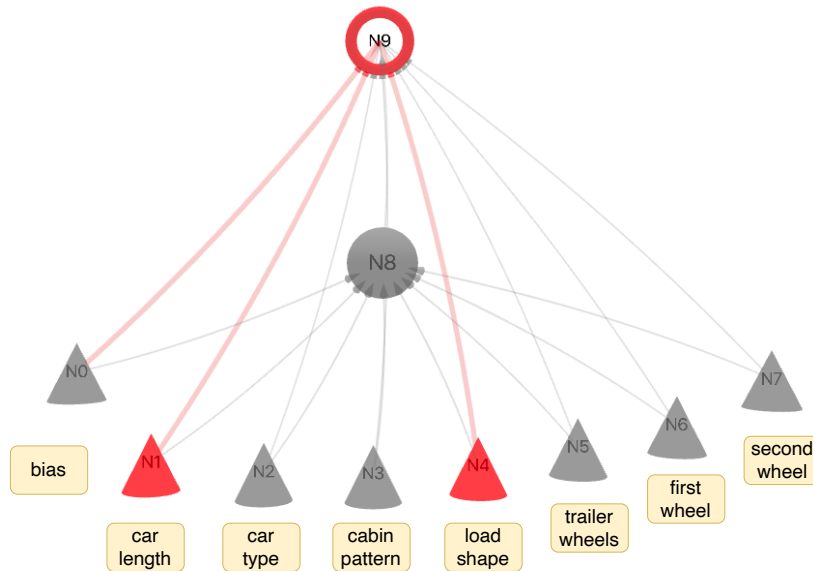 N9
N8
N0
N7
N6
N1
N2
N3
N4
N5
bias
second
wheel
first
wheel
trailer
wheels
car
length
car
type
cabin
pattern
load
shape